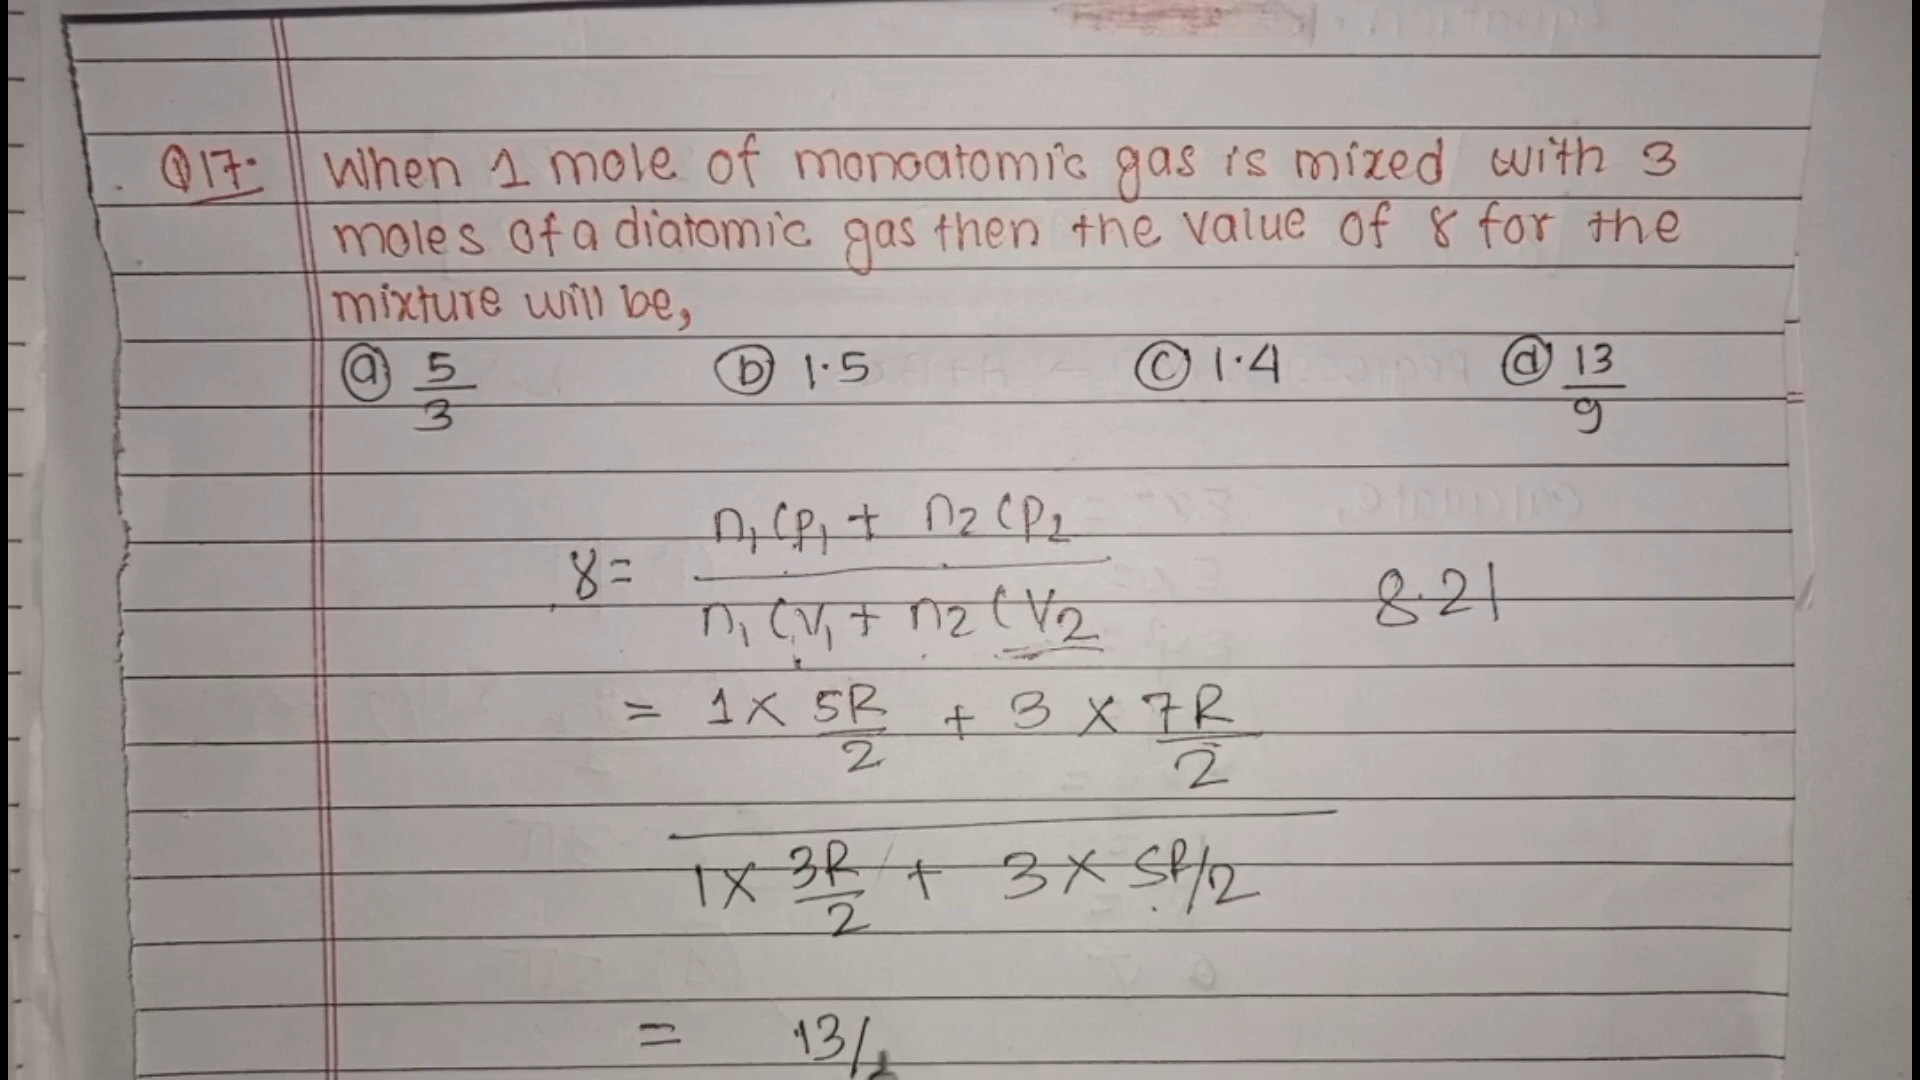 Q17. When 1 mole of monoatomic gas is mixed with 3
moles of a diatomic gas then the value of γ for the
mixture will be,
(a) 5/3 (b) 1.5 (c) 1.4 (d) 13/9
γ = (n₁Cp₁ + n₂Cp₂) / (n₁Cv₁ + n₂Cv₂)
8.21
= 1 × 5R/2 + 3 × 7R/2
1 × 3R/2 + 3 × 5R/2
= 13/